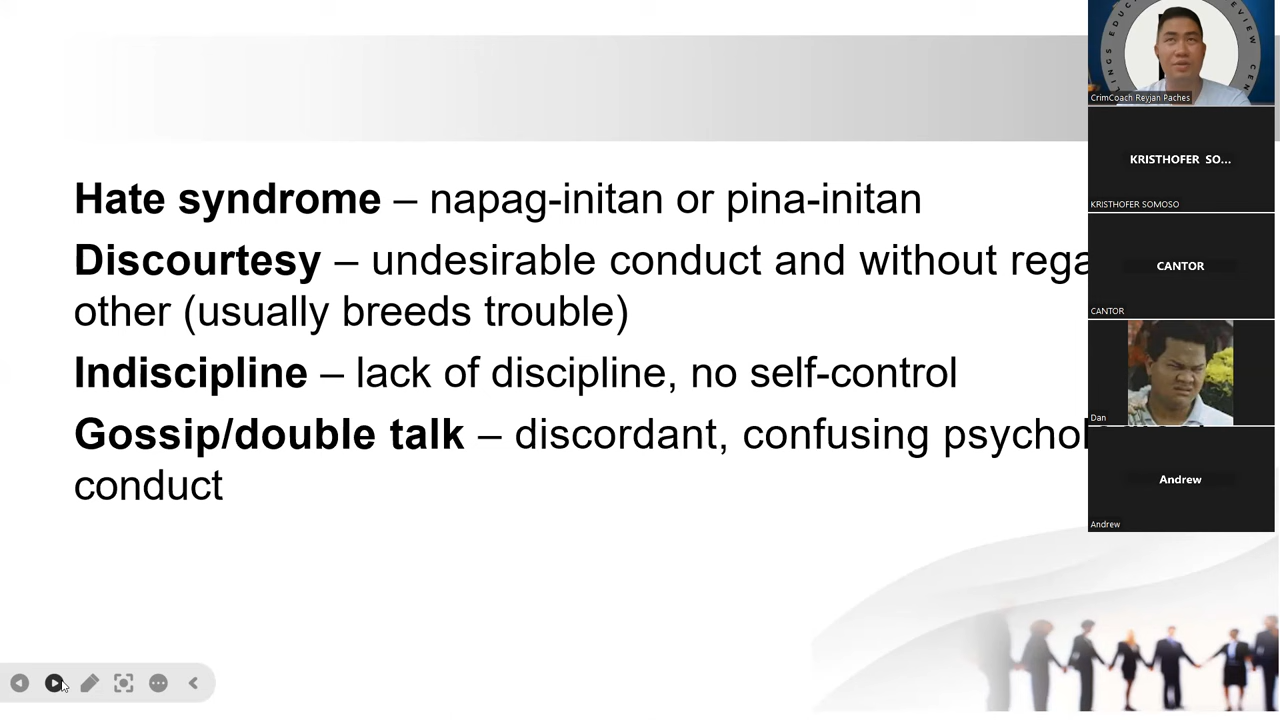 Hate syndrome – napag-initan or pina-initan
Discourtesy – undesirable conduct and without
other (usually breeds trouble)
Indiscipline – lack of discipline, no self-control
Gossip/double talk – discordant, confusing
conduct
CrimCoach Reyjan Paches
KRISTHOFER SO...
KRISTHOFER SOMOSO
CANTOR
CANTOR
Dan
Andrew
Andrew